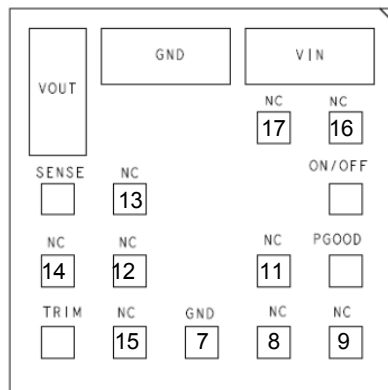 GND
VIN
VOUT
NC NC
17 16
SENSE NC ON/OFF
13
NC NC NC PGOOD
14 12 11
TRIM NC GND NC NC
15 7 8 9